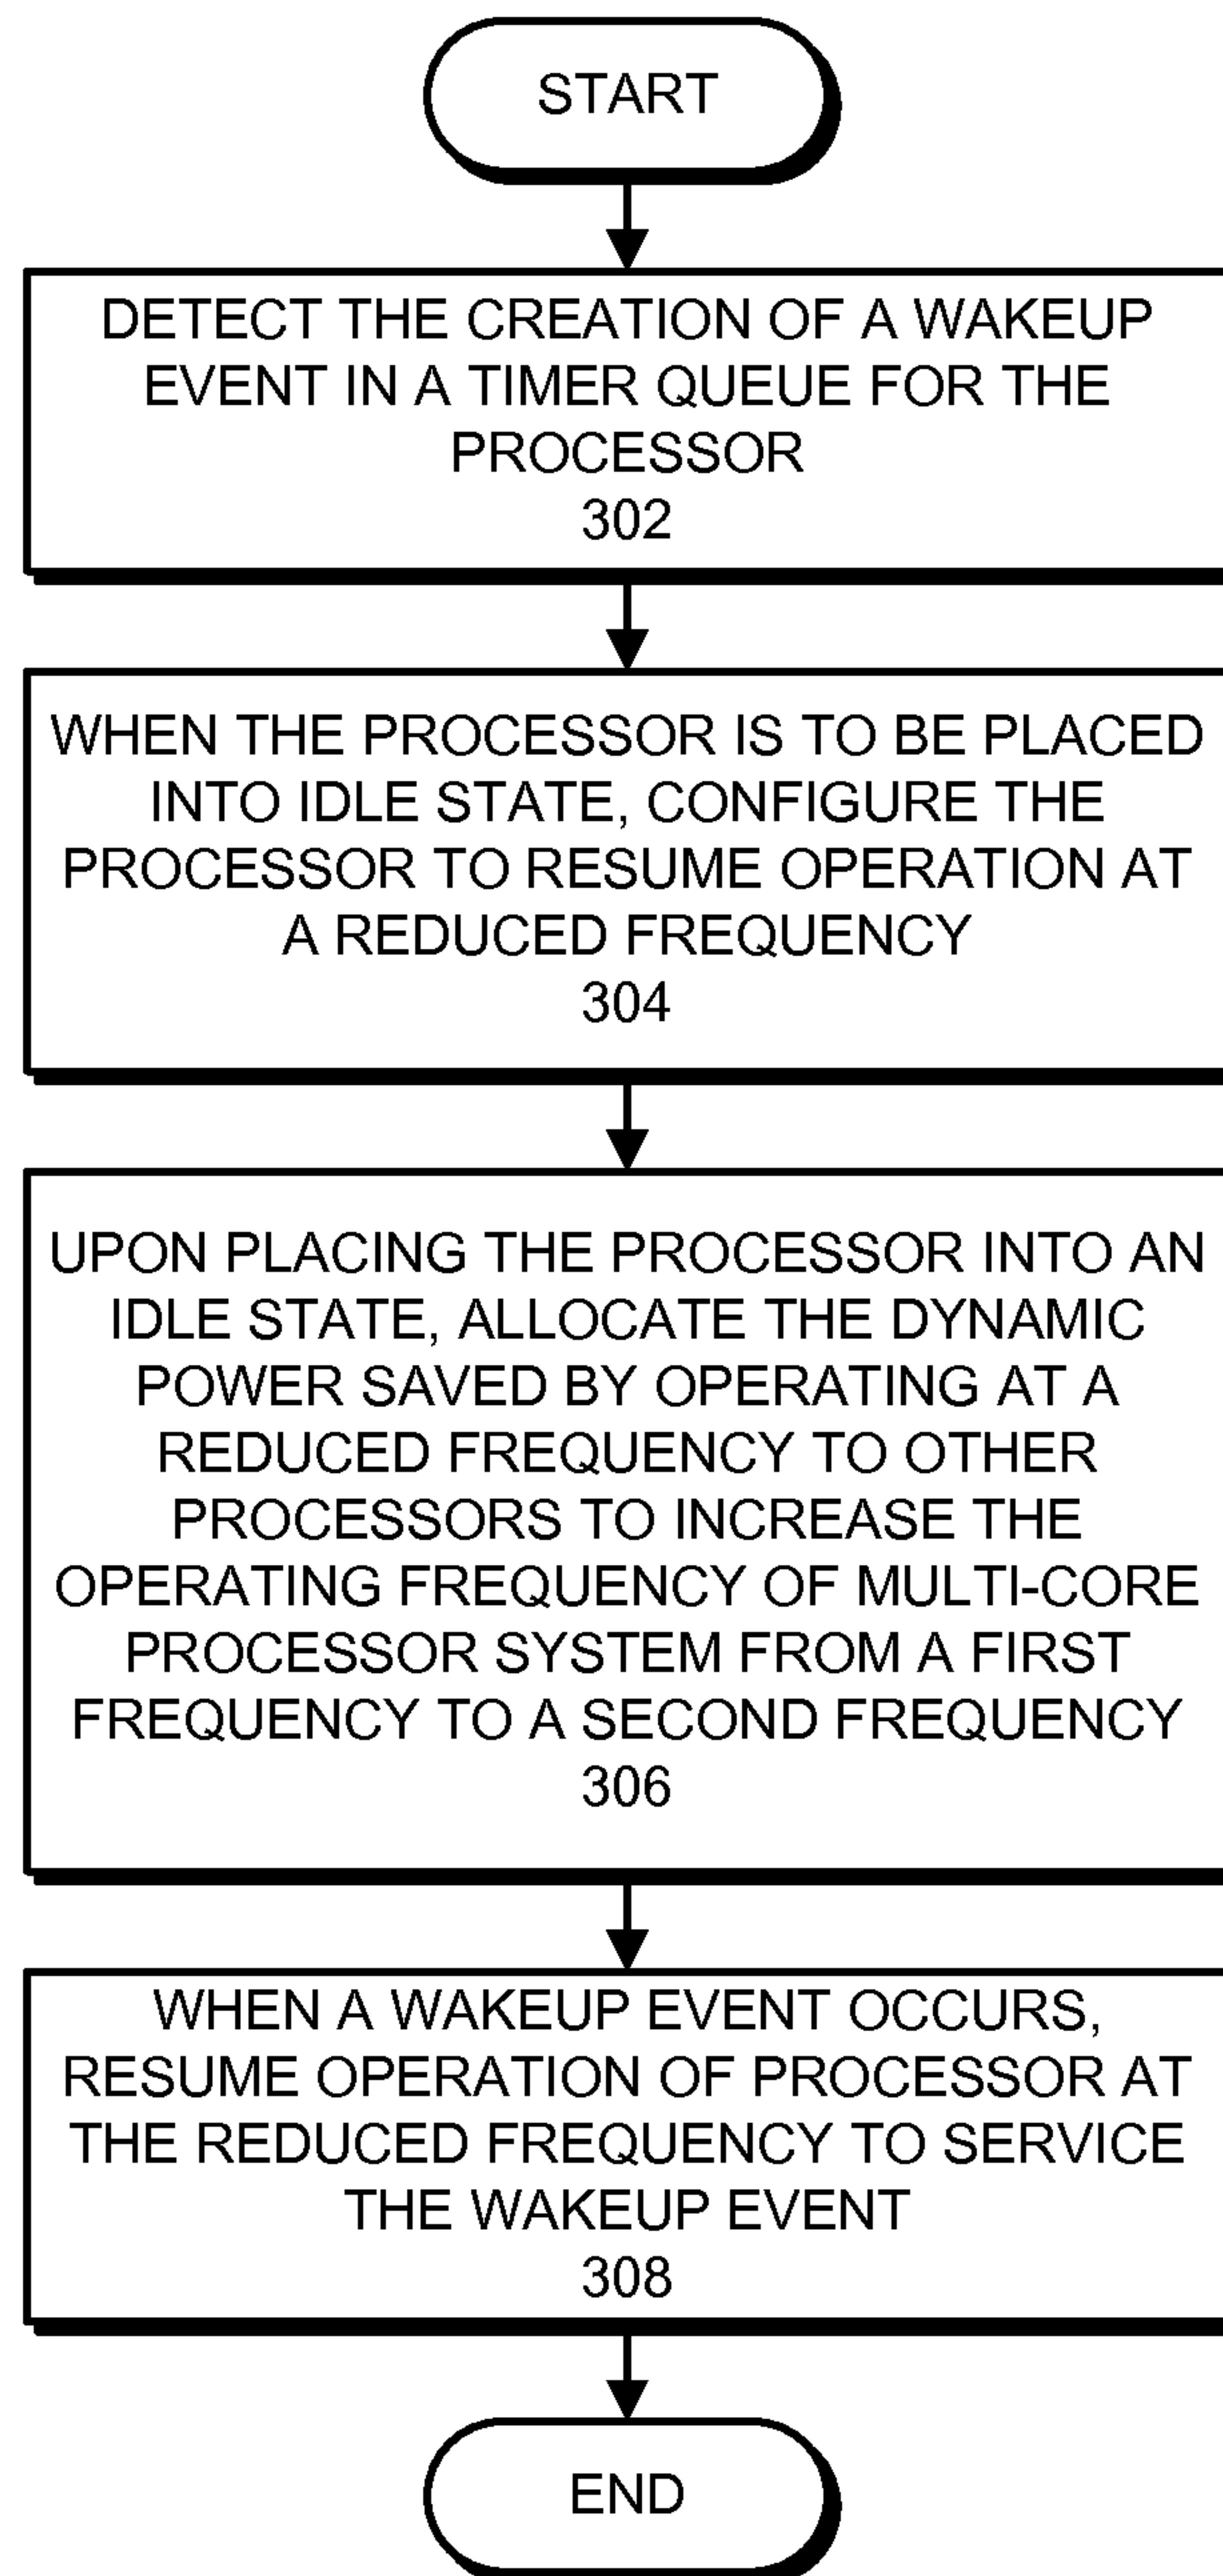 START
DETECT THE CREATION OF A WAKEUP
EVENT IN A TIMER QUEUE FOR THE
PROCESSOR
302
WHEN THE PROCESSOR IS TO BE PLACED
INTO IDLE STATE, CONFIGURE THE
PROCESSOR TO RESUME OPERATION AT
A REDUCED FREQUENCY
304
UPON PLACING THE PROCESSOR INTO AN
IDLE STATE, ALLOCATE THE DYNAMIC
POWER SAVED BY OPERATING AT A
REDUCED FREQUENCY TO OTHER
PROCESSORS TO INCREASE THE
OPERATING FREQUENCY OF MULTI-CORE
PROCESSOR SYSTEM FROM A FIRST
FREQUENCY TO A SECOND FREQUENCY
306
WHEN A WAKEUP EVENT OCCURS,
RESUME OPERATION OF PROCESSOR AT
THE REDUCED FREQUENCY TO SERVICE
THE WAKEUP EVENT
308
END